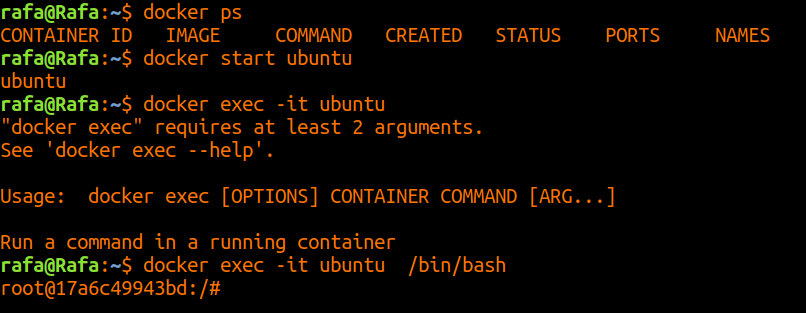 rafa@Rafa:~$ docker ps
CONTAINER ID   IMAGE     COMMAND   CREATED   STATUS    PORTS     NAMES
rafa@Rafa:~$ docker start ubuntu
ubuntu
rafa@Rafa:~$ docker exec -it ubuntu
"docker exec" requires at least 2 arguments.
See 'docker exec --help'.

Usage:  docker exec [OPTIONS] CONTAINER COMMAND [ARG...]

Run a command in a running container
rafa@Rafa:~$ docker exec -it ubuntu  /bin/bash
root@17a6c49943bd:/#